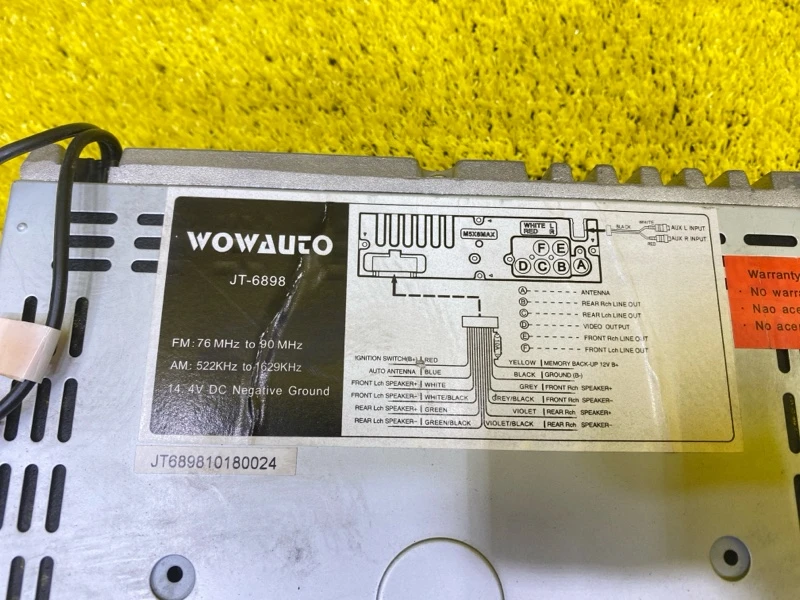 WOWAUTO
JT-6898
FM: 76 MHz to 90 MHz
AM: 522KHz to 1629KHz
14. 4V DC Negative Ground
M5X8MAX
WHITE L
RED R
F E
D C B A
BLACK
WHITE
RED
AUX L INPUT
AUX R INPUT
A ANTENNA
B REAR Rch LINE OUT
C REAR Lch LINE OUT
D VIDEO OUTPUT
E FRONT Rch LINE OUT
F FRONT Lch LINE OUT
IGNITION SWITCH(B+) RED
AUTO ANTENNA BLUE
FRONT Lch SPEAKER+ WHITE
FRONT Lch SPEAKER- WHITE/BLACK
REAR Lch SPEAKER+ GREEN
REAR Lch SPEAKER- GREEN/BLACK
YELLOW MEMORY BACK-UP 12V B+
BLACK GROUND (B-)
GREY FRONT Rch SPEAKER+
GREY/BLACK FRONT Rch SPEAKER-
VIOLET REAR Rch SPEAKER+
VIOLET/BLACK REAR Rch SPEAKER-
JT689810180024
Warranty
· No warr
· Nao ace
· No acep